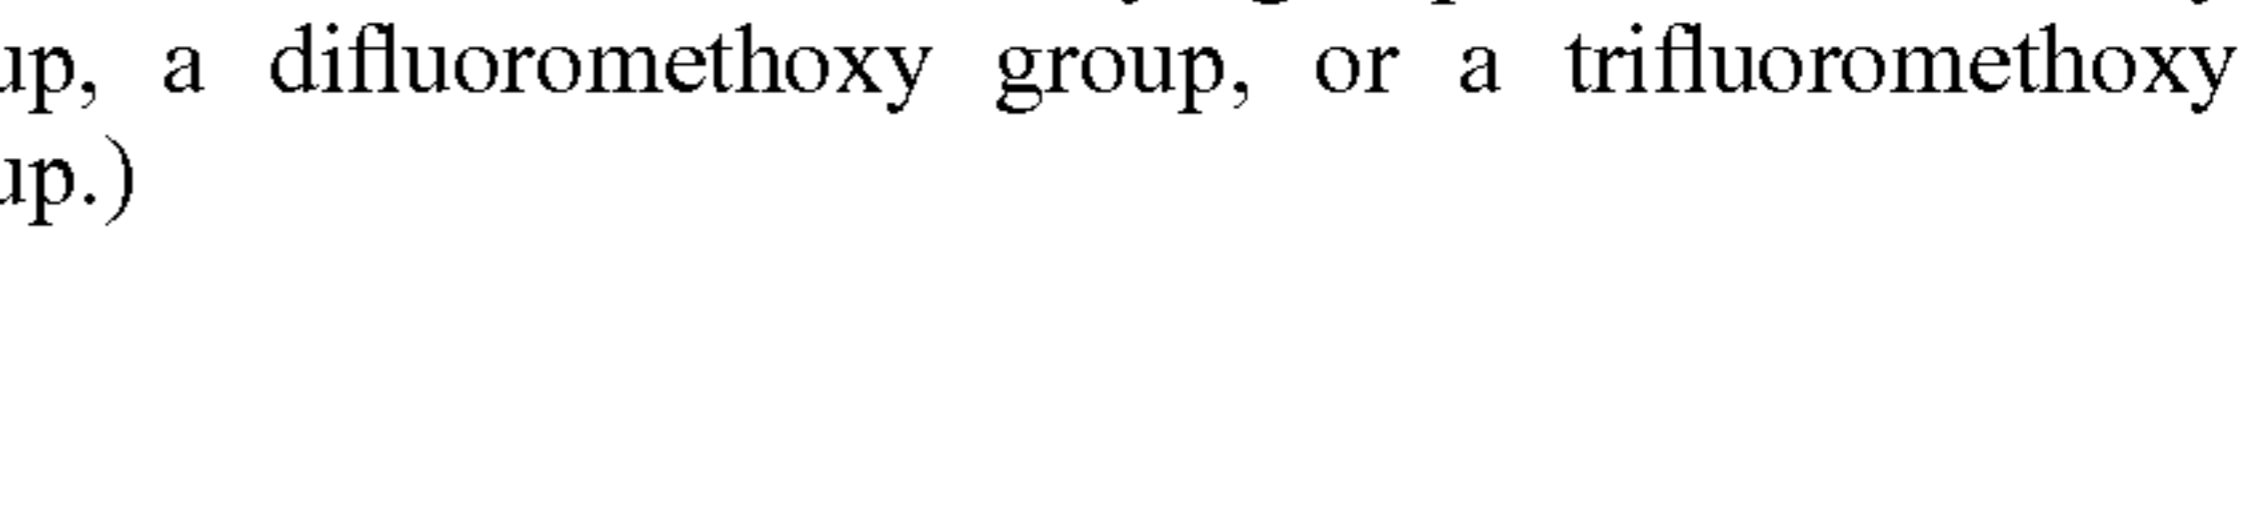 up, a difluoromethoxy group, or a trifluoromethoxy
up.)